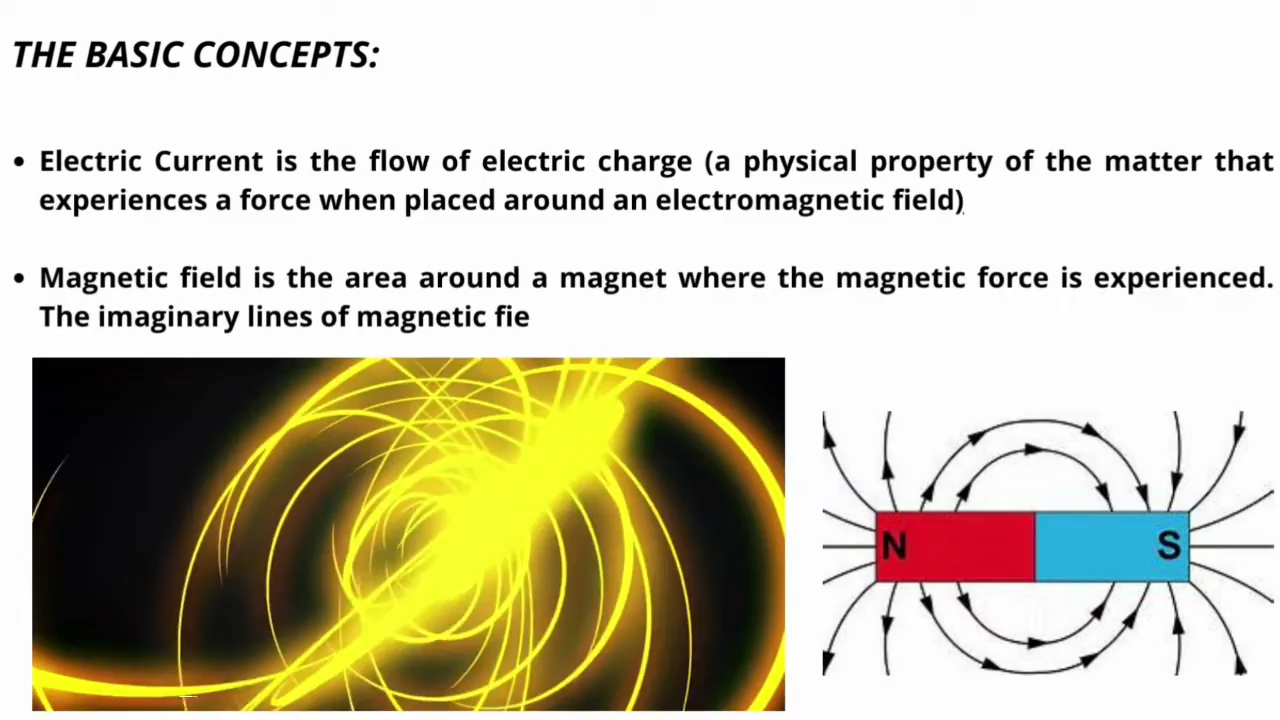 THE BASIC CONCEPTS:
• Electric Current is the flow of electric charge (a physical property of the matter that
experiences a force when placed around an electromagnetic field)
• Magnetic field is the area around a magnet where the magnetic force is experienced.
The imaginary lines of magnetic fie
N
S